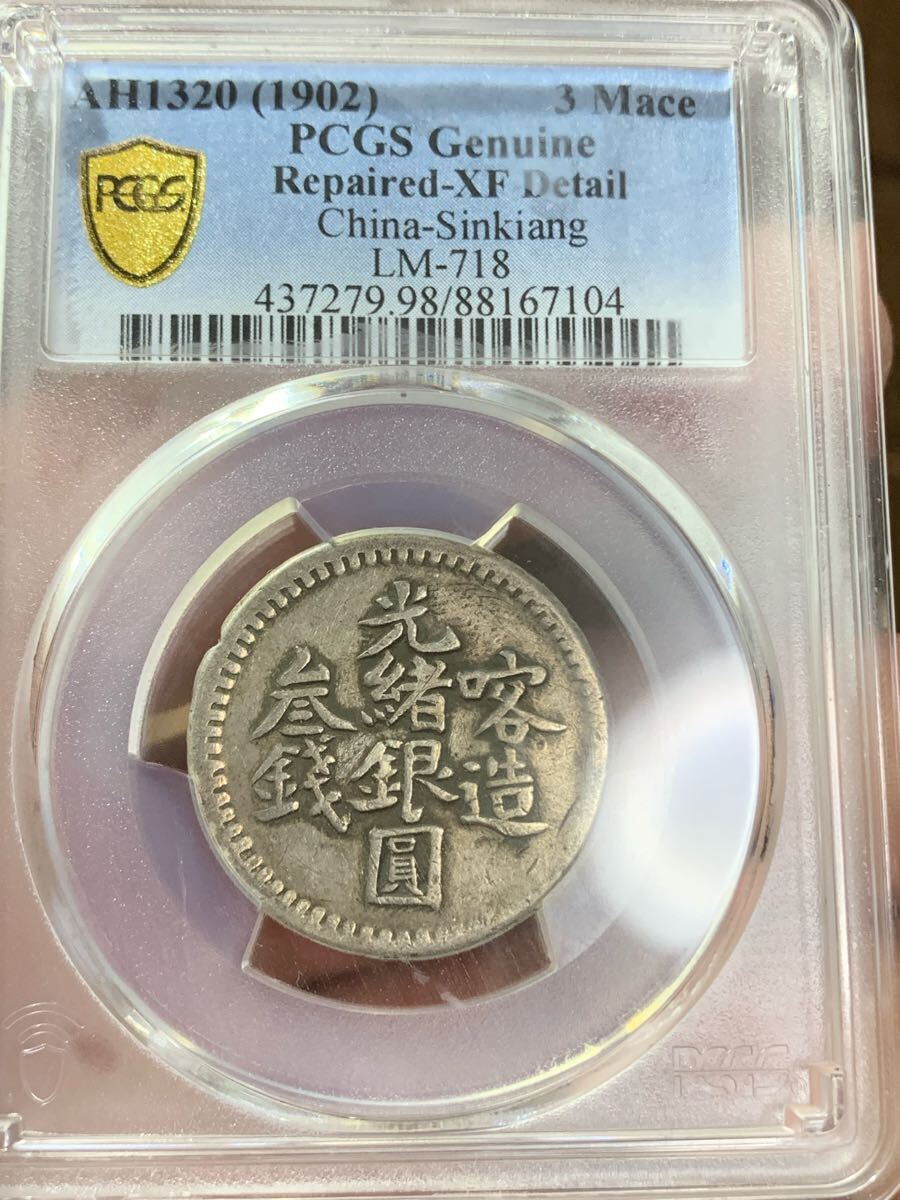 AH1320 (1902) 3 Mace
PCGS Genuine
Repaired-XF Detail
China-Sinkiang
LM-718
437279.98/88167104
PCGS
光緒銀圓
喀造
叁錢
PCGS